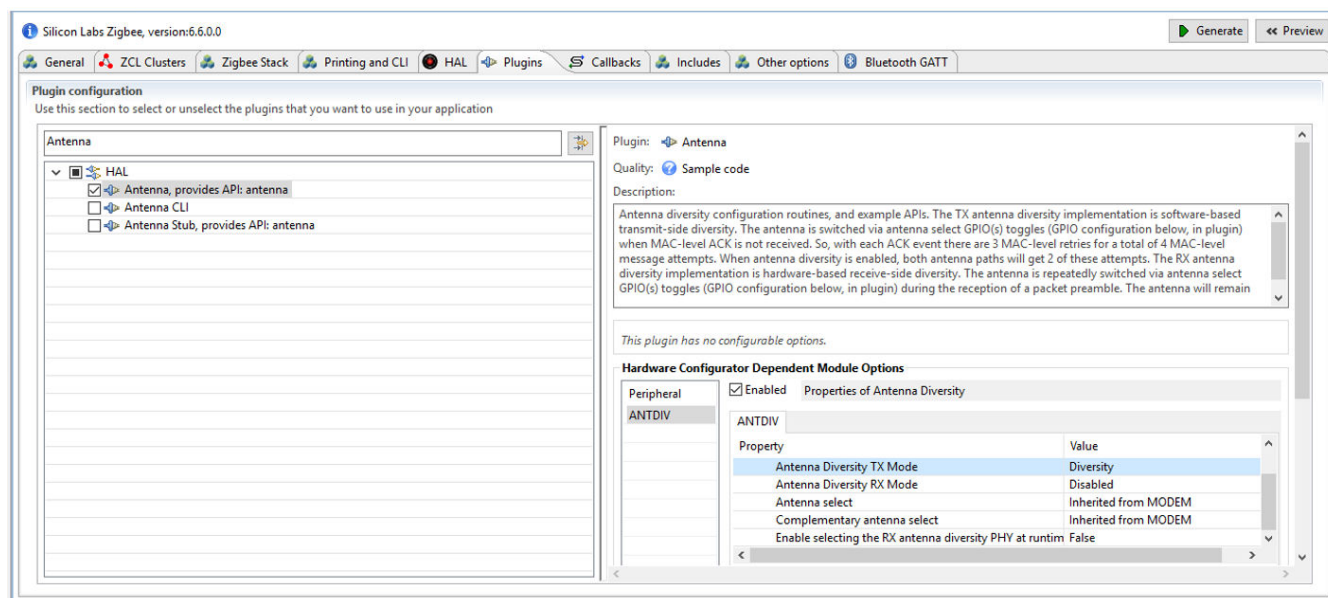 Silicon Labs Zigbee, version:6.6.0.0
Generate
Preview
General
ZCL Clusters
Zigbee Stack
Printing and CLI
HAL
Plugins
Callbacks
Includes
Other options
Bluetooth GATT
Plugin configuration
Use this section to select or unselect the plugins that you want to use in your application
Antenna
HAL
Antenna, provides API: antenna
Antenna CLI
Antenna Stub, provides API: antenna
Plugin: Antenna
Quality: Sample code
Description:
Antenna diversity configuration routines, and example APIs. The TX antenna diversity implementation is software-based
transmit-side diversity. The antenna is switched via antenna select GPIO(s) toggles (GPIO configuration below, in plugin)
when MAC-level ACK is not received. So, with each ACK event there are 3 MAC-level retries for a total of 4 MAC-level
message attempts. When antenna diversity is enabled, both antenna paths will get 2 of these attempts. The RX antenna
diversity implementation is hardware-based receive-side diversity. The antenna is repeatedly switched via antenna select
GPIO(s) toggles (GPIO configuration below, in plugin) during the reception of a packet preamble. The antenna will remain
This plugin has no configurable options.
Hardware Configurator Dependent Module Options
Peripheral
ANTDIV
Enabled Properties of Antenna Diversity
ANTDIV
Property Value
Antenna Diversity TX Mode Diversity
Antenna Diversity RX Mode Disabled
Antenna select Inherited from MODEM
Complementary antenna select Inherited from MODEM
Enable selecting the RX antenna diversity PHY at runtim False